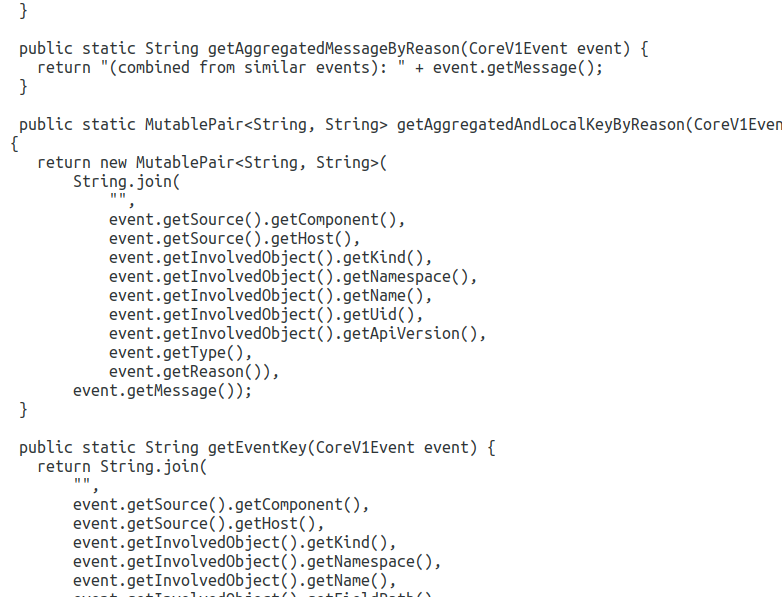 }
public static String getAggregatedMessageByReason(CoreV1Event event) {
return "(combined from similar events): " + event.getMessage();
}
public static MutablePair<String, String> getAggregatedAndLocalKeyByReason(CoreV1Even
{
return new MutablePair<String, String>(
String.join(
"",
event.getSource().getComponent(),
event.getSource().getHost(),
event.getInvolvedObject().getKind(),
event.getInvolvedObject().getNamespace(),
event.getInvolvedObject().getName(),
event.getInvolvedObject().getUid(),
event.getInvolvedObject().getApiVersion(),
event.getType(),
event.getReason()),
event.getMessage());
}
public static String getEventKey(CoreV1Event event) {
return String.join(
"",
event.getSource().getComponent(),
event.getSource().getHost(),
event.getInvolvedObject().getKind(),
event.getInvolvedObject().getNamespace(),
event.getInvolvedObject().getName(),
event.getInvolvedObject().getFieldPath()